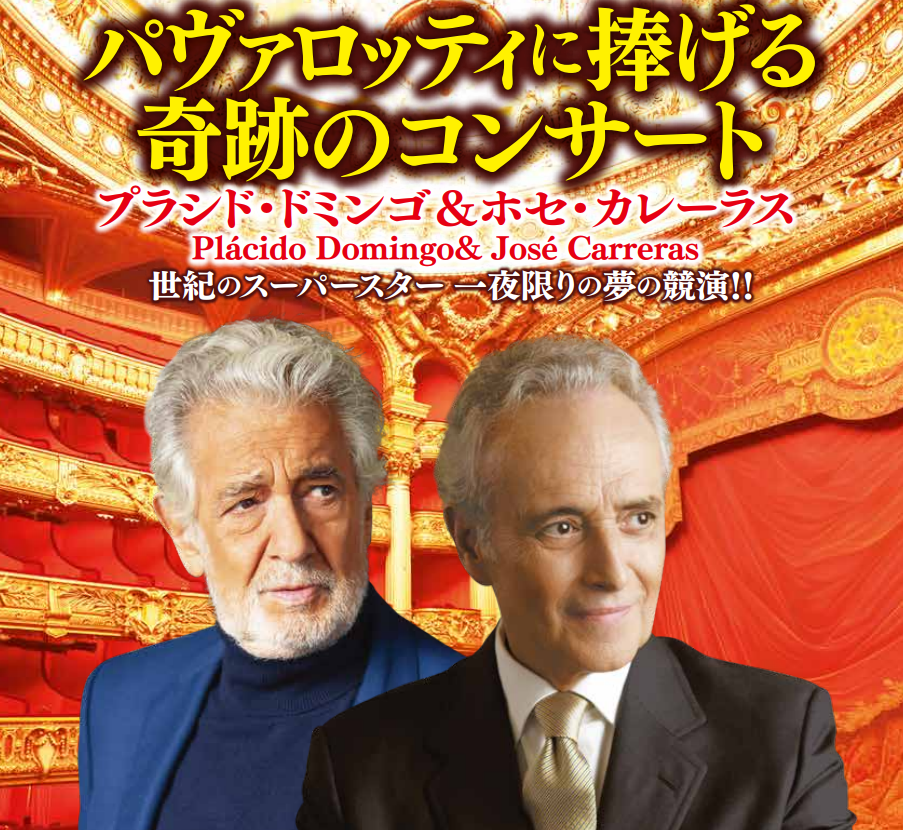 パヴァロッティに捧げる
奇跡のコンサート
プラシド・ドミンゴ&ホセ・カレーラス
Plácido Domingo& José Carreras
世紀のスーパースター 一夜限りの夢の競演!!